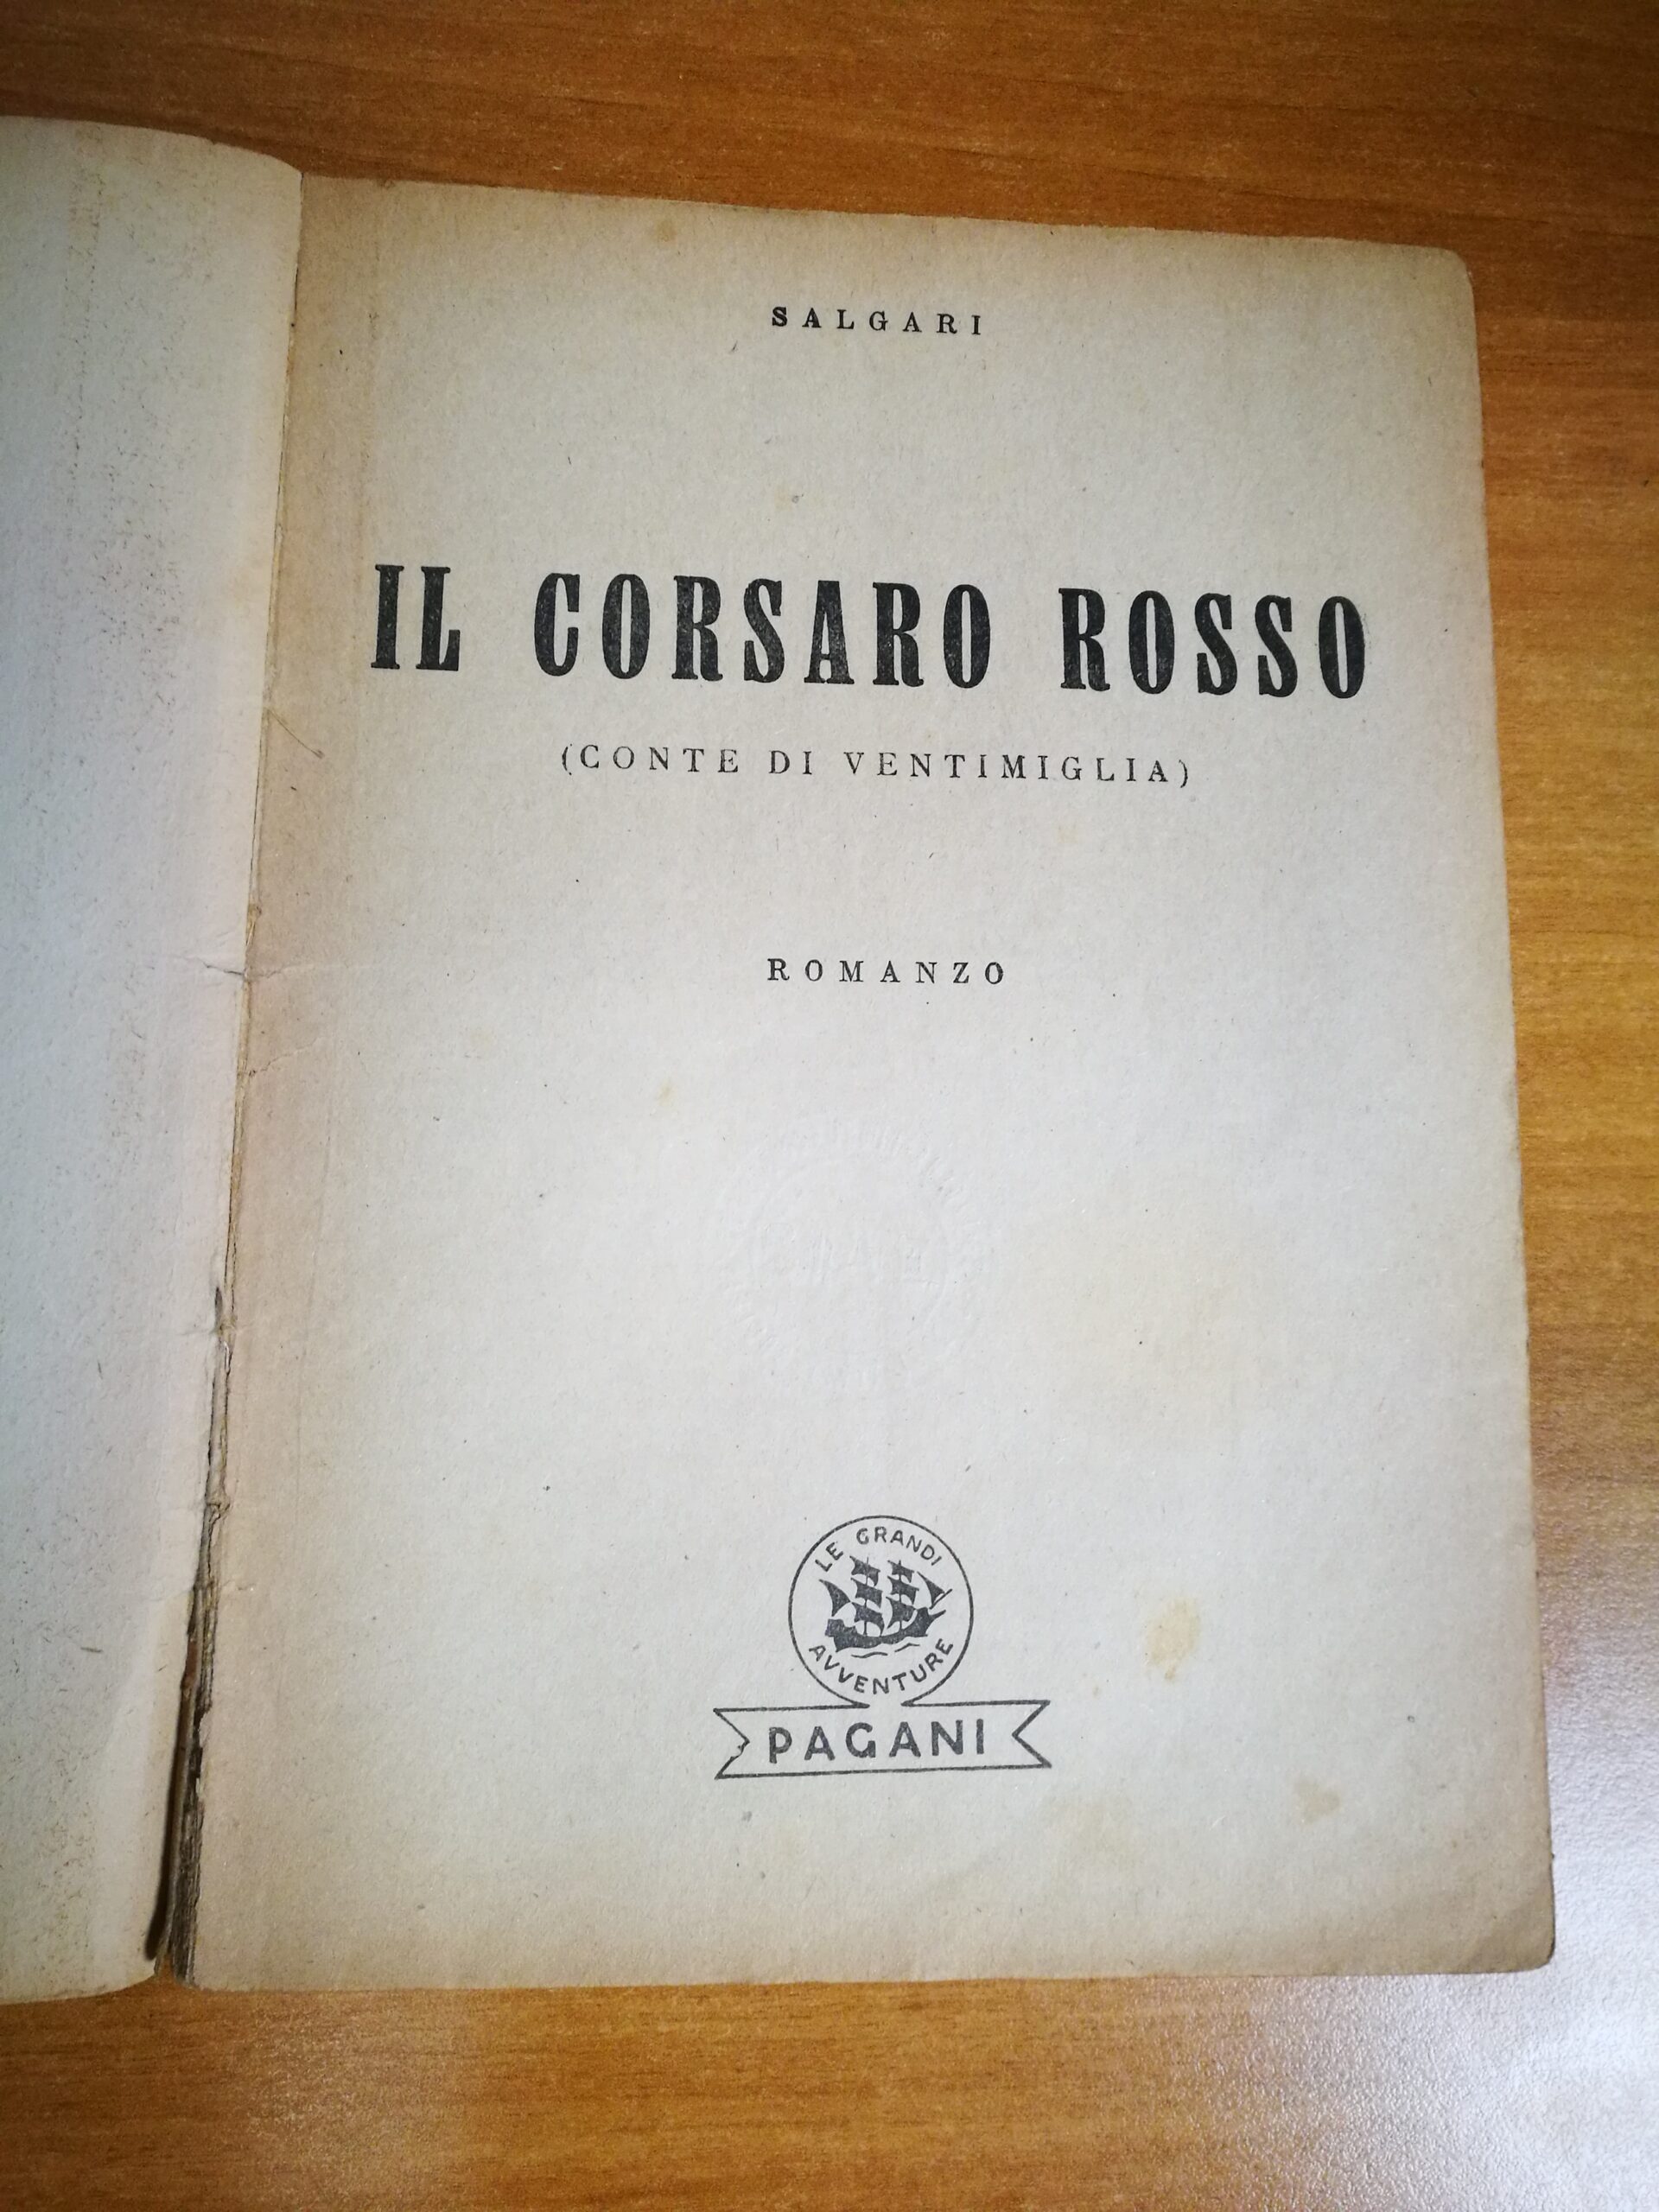 SALGARI
IL CORSARO ROSSO
(CONTE DI VENTIMIGLIA)
ROMANZO
LE GRANDI
AVVENTURE
PAGANI